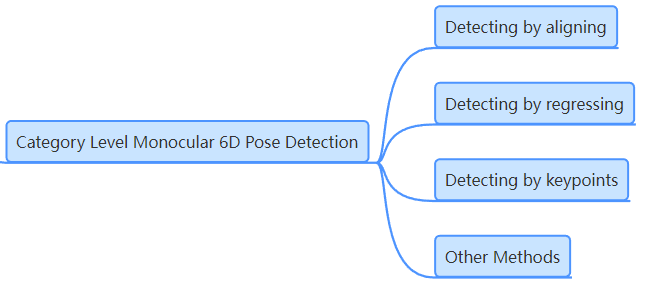 Detecting by aligning
Detecting by regressing
Category Level Monocular 6D Pose Detection
Detecting by keypoints
Other Methods